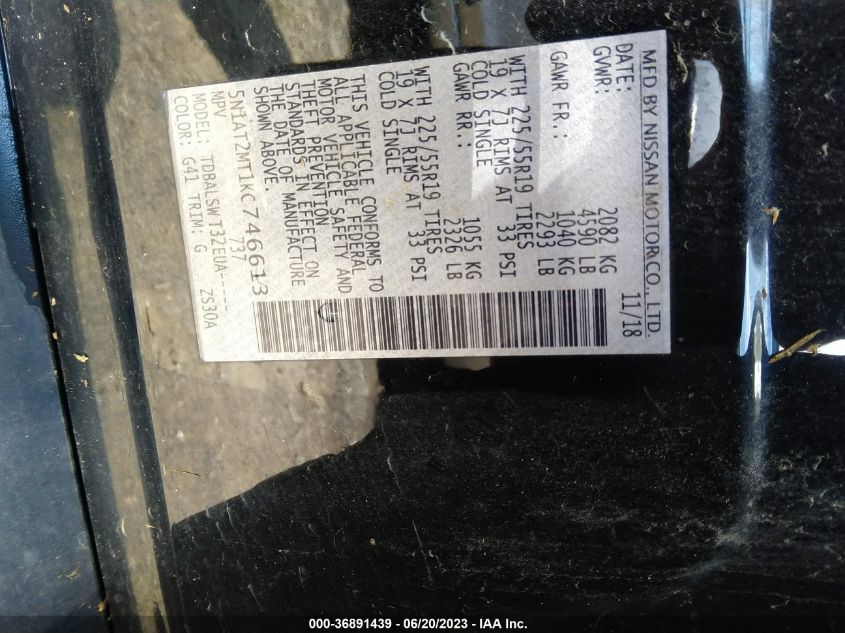 MFD BY NISSAN MOTOR CO., LTD.
DATE: 11/18
GVWR: 2082 KG
4590 LB
GAWR FR.: 1040 KG
2293 LB
WITH 225/55R19 TIRES
19 X 7J RIMS AT 33 PSI
COLD SINGLE
GAWR RR.: 1055 KG
2326 LB
WITH 225/55R19 TIRES
19 X 7J RIMS AT 33 PSI
COLD SINGLE
THIS VEHICLE CONFORMS TO
ALL APPLICABLE FEDERAL
MOTOR VEHICLE SAFETY AND
THEFT PREVENTION
STANDARDS IN EFFECT ON
THE DATE OF MANUFACTURE
SHOWN ABOVE
5N1AT2MT1KC746613
MPV 737
MODEL: TDBALSWT32EUA-----
COLOR: G41 TRIM: G ZS30A
000-36891439 - 06/20/2023 - IAA Inc.